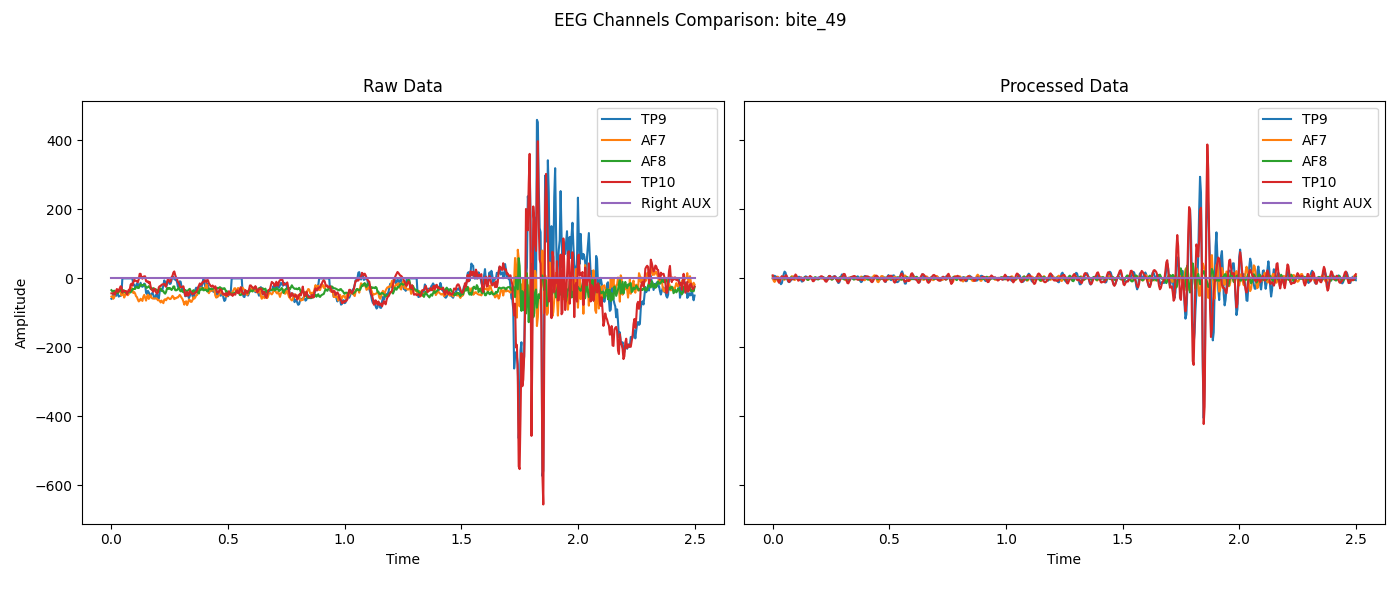 EEG Channels Comparison: bite_49
Raw Data
Processed Data
TP9
AF7
AF8
TP10
Right AUX
TP9
AF7
AF8
TP10
Right AUX
400
200
0
−200
−400
−600
Amplitude
0.0 0.5 1.0 1.5 2.0 2.5
0.0 0.5 1.0 1.5 2.0 2.5
Time
Time